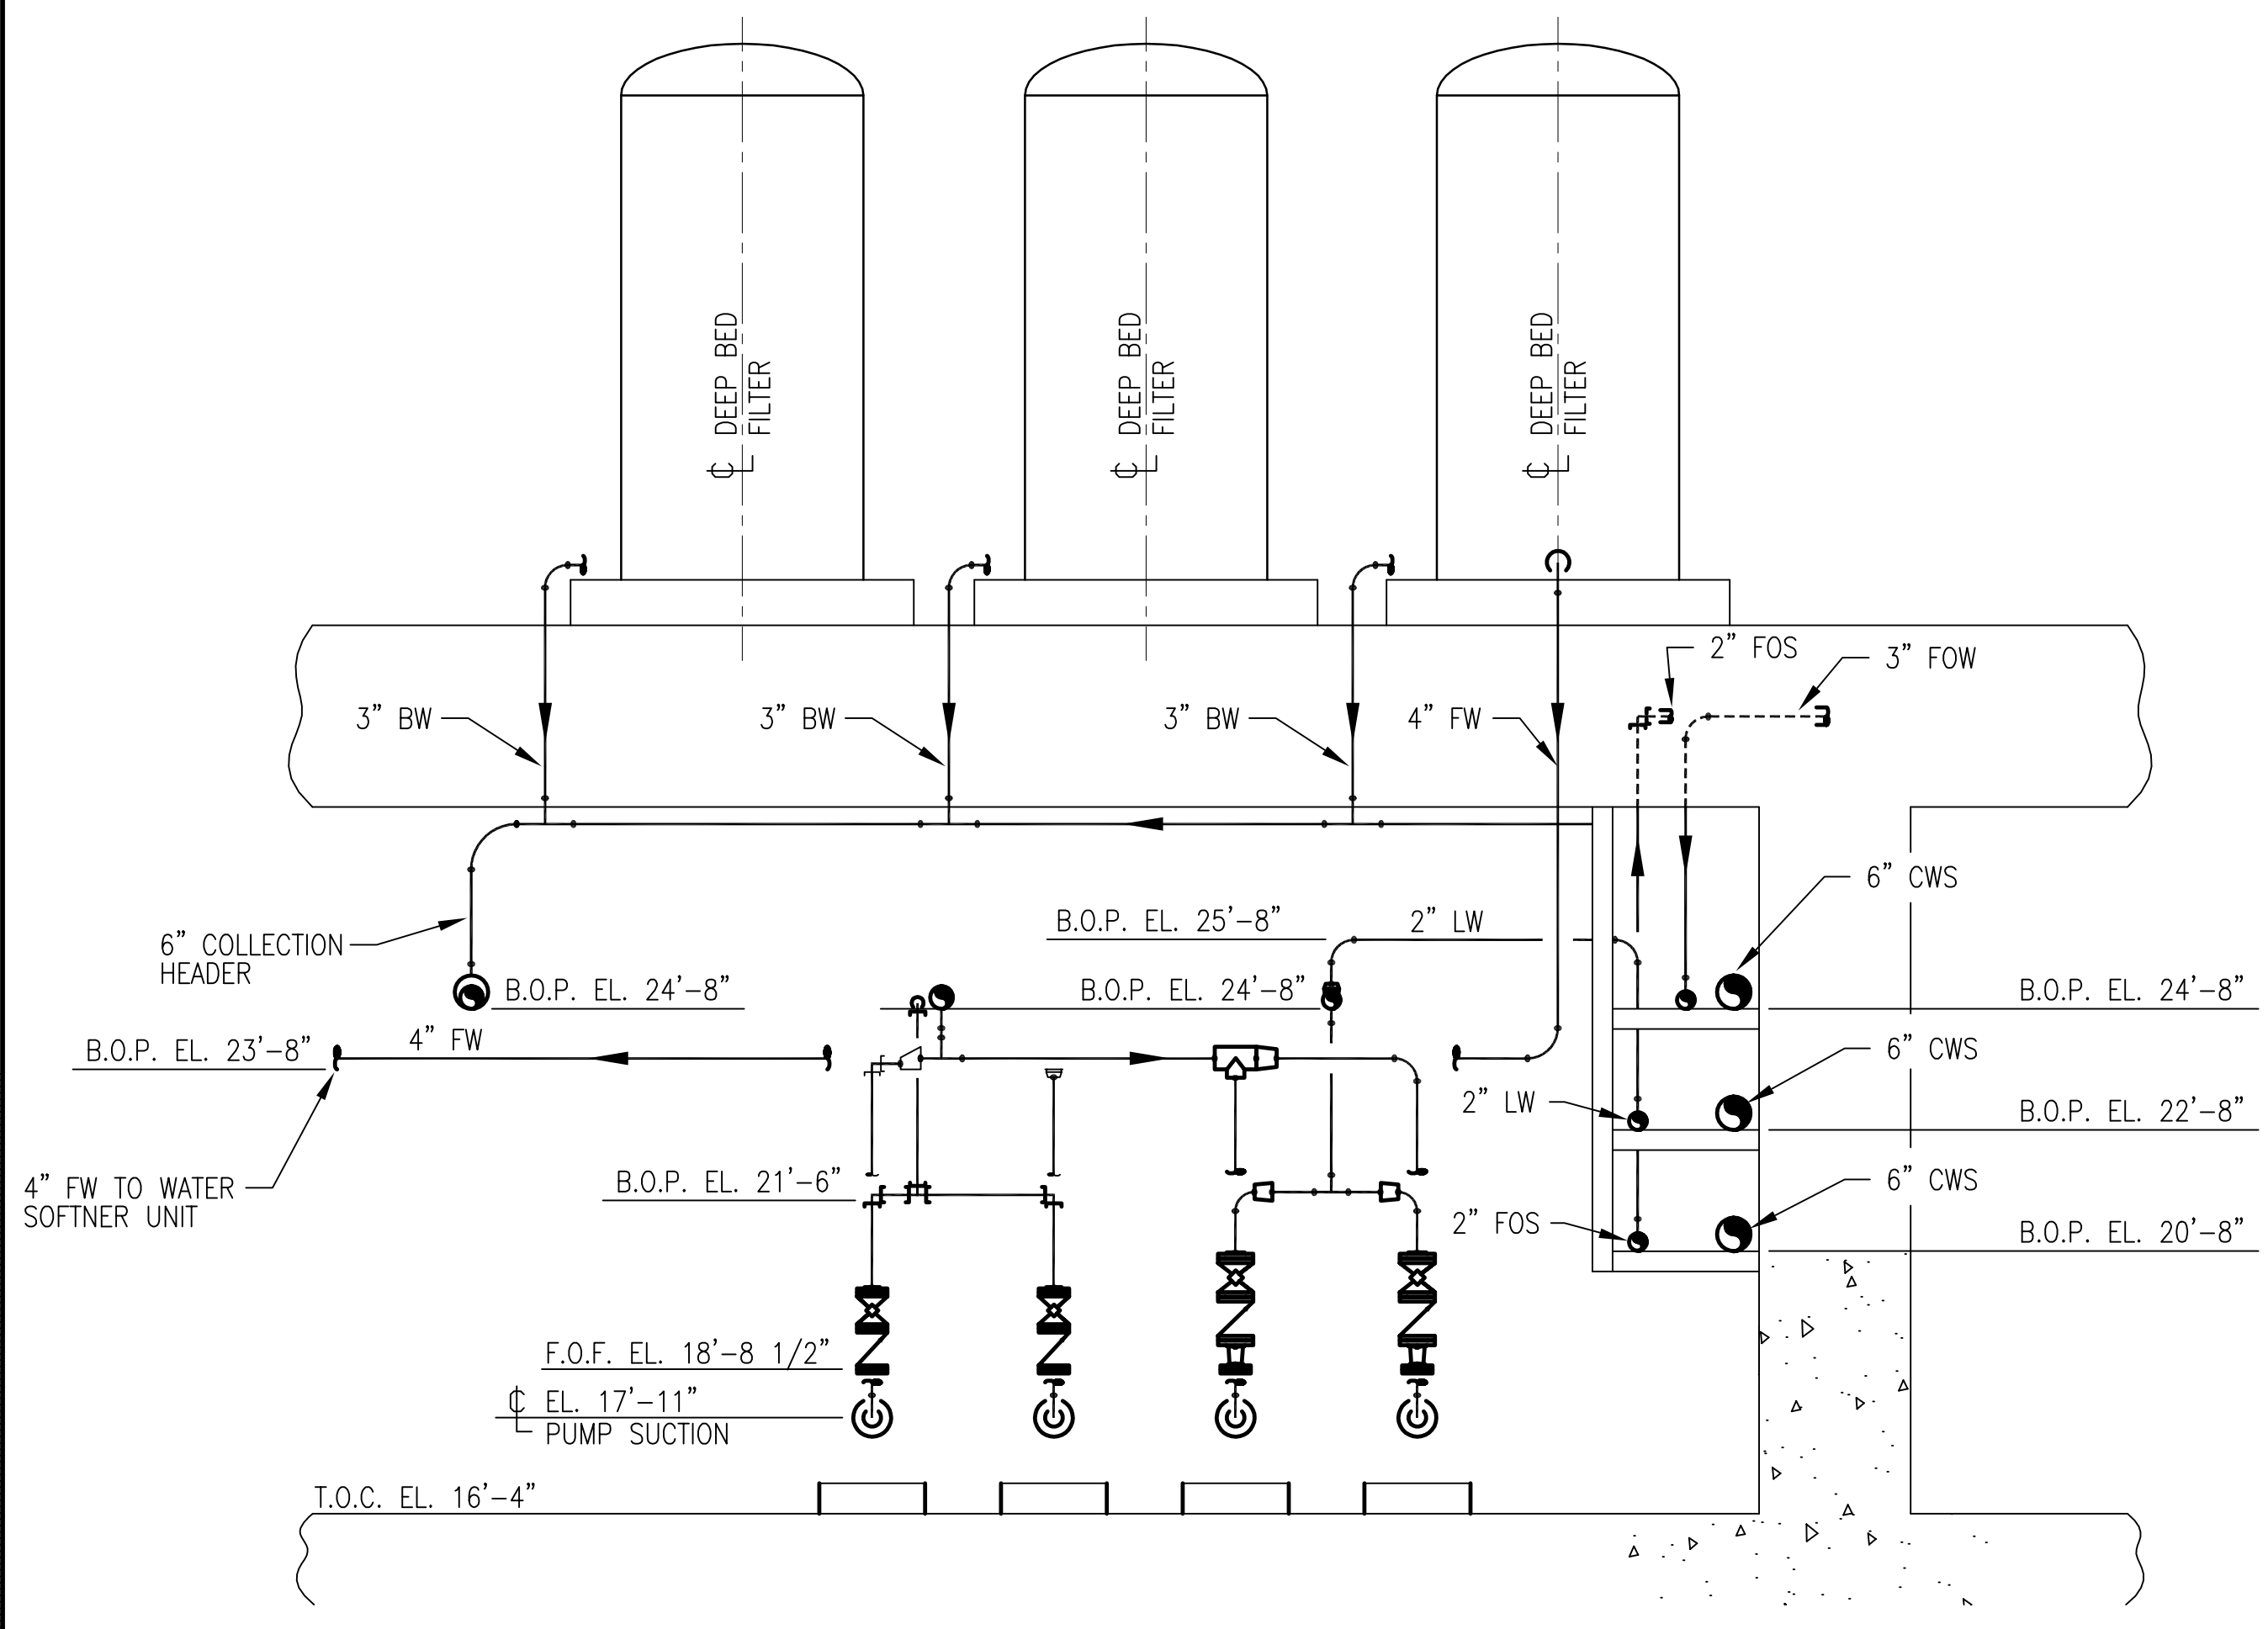 ℄ DEEP BED
FILTER
℄ DEEP BED
FILTER
℄ DEEP BED
FILTER
2" FOS
3" FOW
3" BW
3" BW
3" BW
4" FW
6" CWS
B.O.P. EL. 25'-8"
2" LW
6" COLLECTION
HEADER
B.O.P. EL. 24'-8"
B.O.P. EL. 24'-8"
B.O.P. EL. 24'-8"
4" FW
B.O.P. EL. 23'-8"
6" CWS
2" LW
B.O.P. EL. 22'-8"
4" FW TO WATER
SOFTNER UNIT
B.O.P. EL. 21'-6"
6" CWS
2" FOS
B.O.P. EL. 20'-8"
F.O.F. EL. 18'-8 1/2"
℄ EL. 17'-11"
PUMP SUCTION
T.O.C. EL. 16'-4"